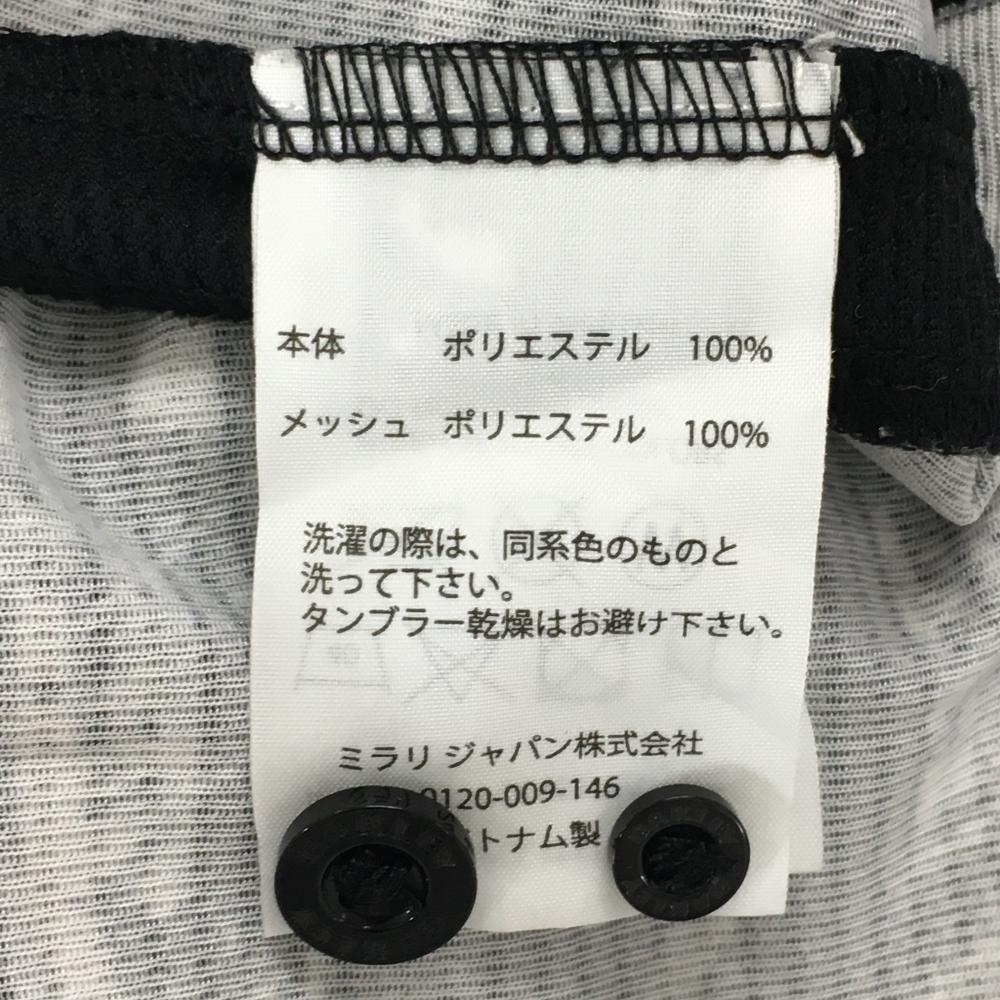 本体 ポリエステル 100%
メッシュ ポリエステル 100%
洗濯の際は、同系色のものと
洗って下さい。
タンブラー乾燥はお避け下さい。
ミラリ ジャパン株式会社
0120-009-146
トナム製